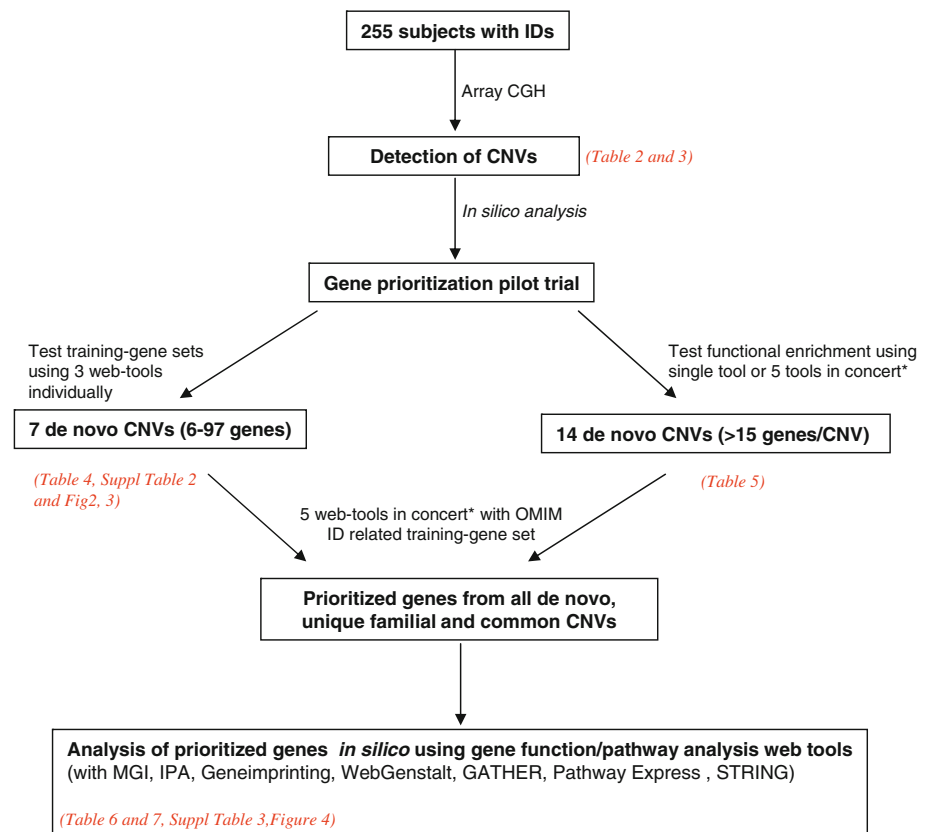 255 subjects with IDs
Array CGH
Detection of CNVs
(Table 2 and 3)
In silico analysis
Gene prioritization pilot trial
Test training-gene sets
using 3 web-tools
individually
Test functional enrichment using
single tool or 5 tools in concert*
7 de novo CNVs (6-97 genes)
14 de novo CNVs (>15 genes/CNV)
(Table 4, Suppl Table 2
and Fig2, 3)
(Table 5)
5 web-tools in concert* with OMIM
ID related training-gene set
Prioritized genes from all de novo,
unique familial and common CNVs
Analysis of prioritized genes in silico using gene function/pathway analysis web tools
(with MGI, IPA, Geneimprinting, WebGenstalt, GATHER, Pathway Express , STRING)
(Table 6 and 7, Suppl Table 3,Figure 4)